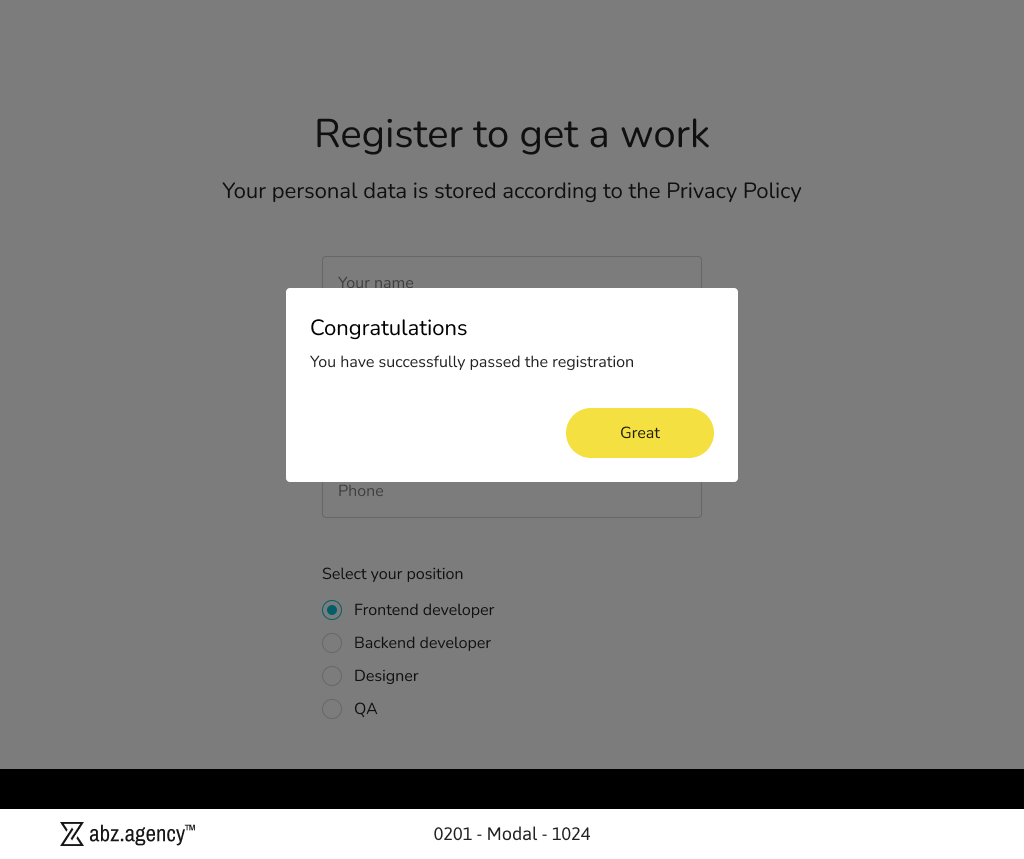 Register to get a work
Your personal data is stored according to the Privacy Policy
Your name
Congratulations
You have successfully passed the registration
Great
Phone
Select your position
Frontend developer
Backend developer
Designer
QA
abz.agency™
0201 - Modal - 1024